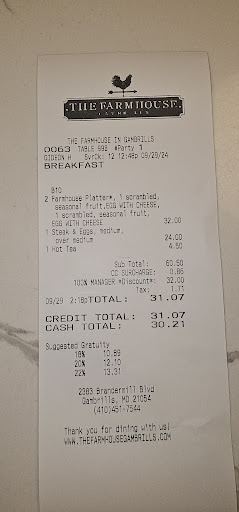 THE FARMHOUSE
GAMBRILLS
THE FARMHOUSE IN GAMBRILLS
0063 TABLE 99B #Party 1
GIDEON H SvrCk: 12 12:48p 09/29/24
BREAKFAST
B1O
2 Farmhouse Platter*, 1 scrambled,
seasonal fruit,EGG WITH CHEESE,
1 scrambled, seasonal fruit,
EGG WITH CHEESE 32.00
1 Steak & Eggs, medium,
over medium 24.00
1 Hot Tea 4.50
Sub Total: 60.50
CC SURCHARGE: 0.86
100% MANAGER *Discount*: 32.00
Tax: 1.71
09/29 2:18pTOTAL: 31.07
CREDIT TOTAL: 31.07
CASH TOTAL: 30.21
Suggested Gratuity
18% 10.89
20% 12.10
22% 13.31
2383 Brandermill Blvd
Gambrills, MD 21054
(410)451-7544
Thank you for dining with us!
WWW.THEFARMHOUSEGAMBRILLS.COM